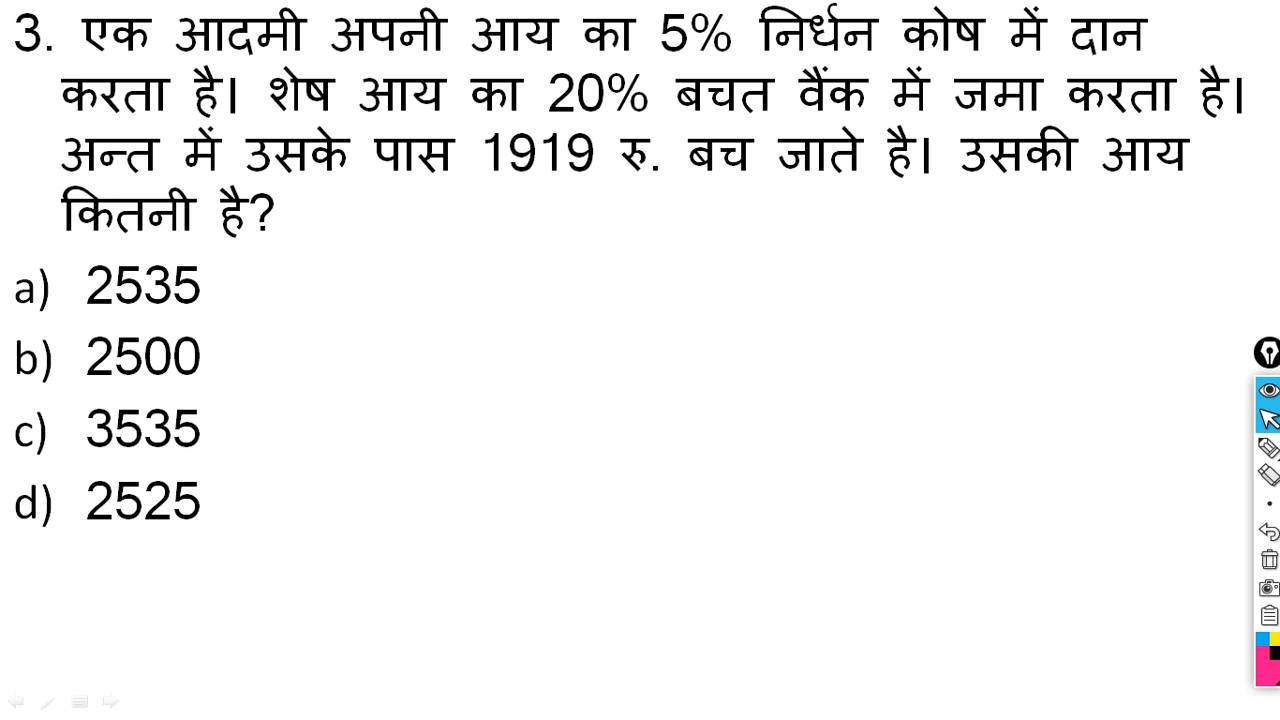 3. एक आदमी अपनी आय का 5% निर्धन कोष में दान
करता है। शेष आय का 20% बचत वैंक में जमा करता है।
अन्त में उसके पास 1919 रु. बच जाते है। उसकी आय
कितनी है?
a) 2535
b) 2500
c) 3535
d) 2525